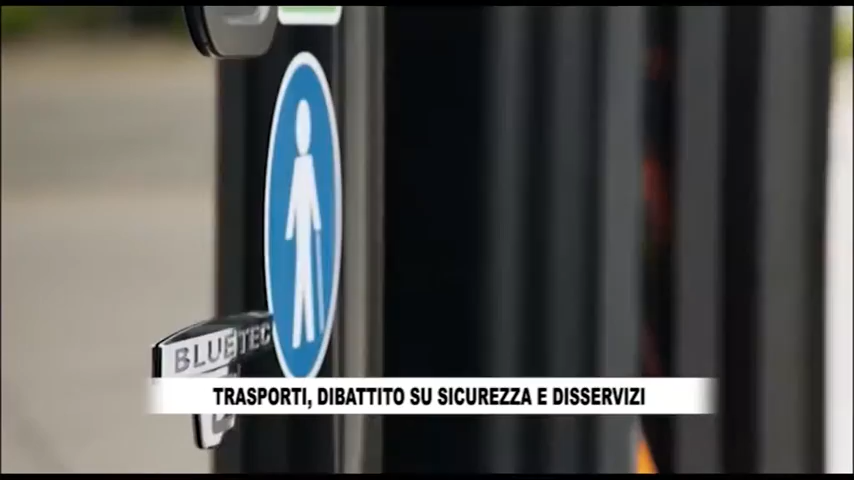 BLUETEC
TRASPORTI, DIBATTITO SU SICUREZZA E DISSERVIZI